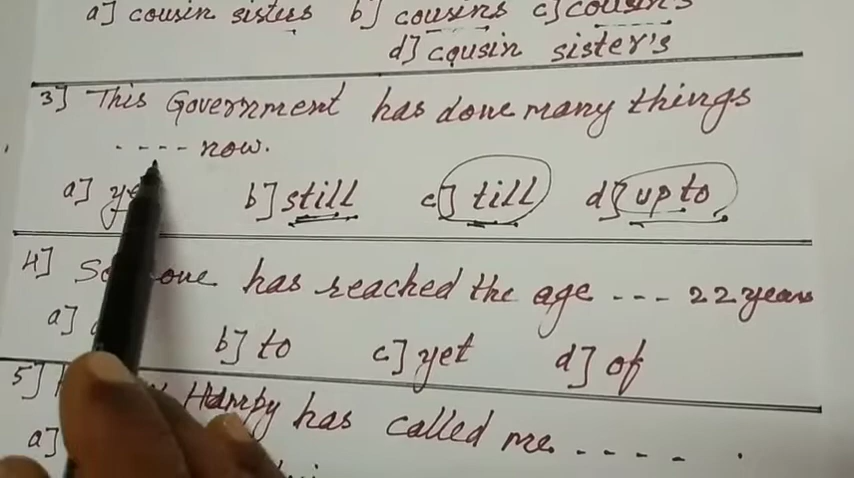 a] cousin sisters b] cousins c] cousin's
d] cousin sister's
3] This Government has done many things
---- now.
a] b] still c] till d] up to
4] has reached the age --- 22 years
a] b] to c] yet d] of
5] has called me -----.
a]